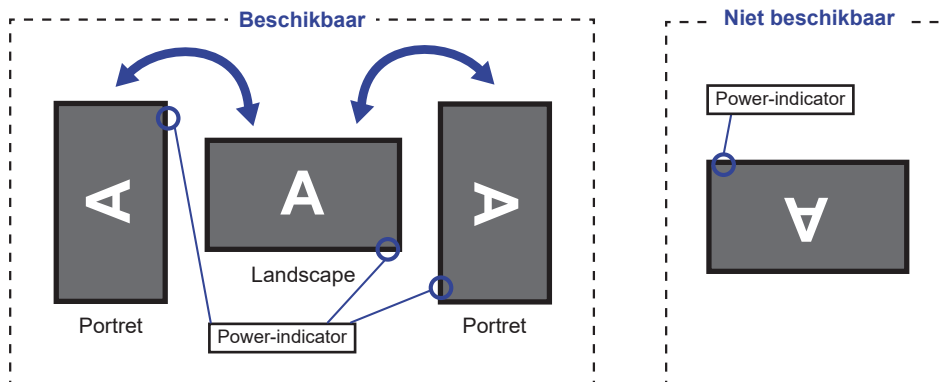 Beschikbaar
A
A
A
Landscape
Portret
Portret
Power-indicator
Niet beschikbaar
Power-indicator
A